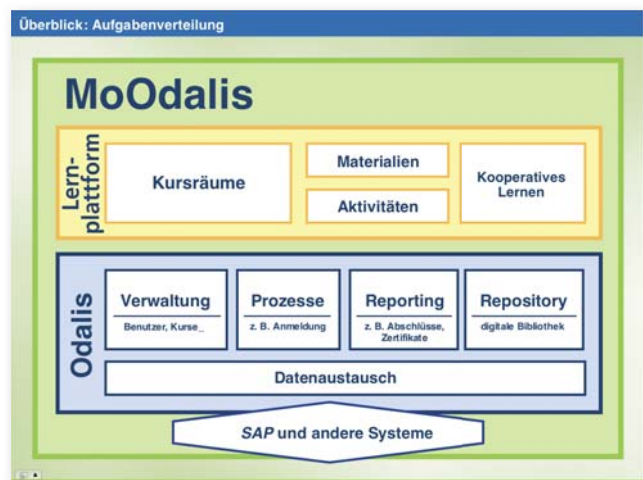 Überblick: Aufgabenverteilung
MoOdalis
Lern-
plattform
Kursräume
Materialien
Aktivitäten
Kooperatives
Lernen
Odalis
Verwaltung
Benutzer, Kurse_
Prozesse
z. B. Anmeldung
Reporting
z. B. Abschlüsse,
Zertifikate
Repository
digitale Bibliothek
Datenaustausch
SAP und andere Systeme